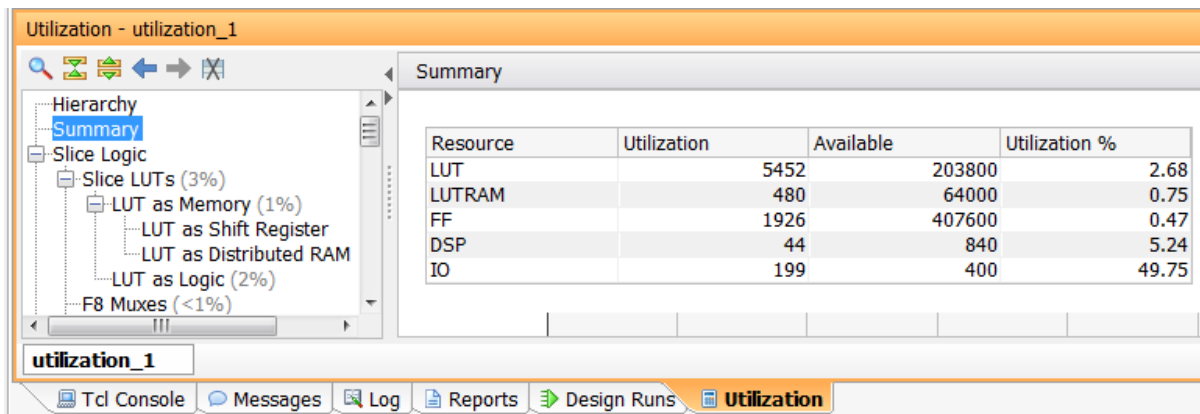 Utilization - utilization_1
Summary
Hierarchy
Summary
Slice Logic
Slice LUTs (3%)
LUT as Memory (1%)
LUT as Shift Register
LUT as Distributed RAM
LUT as Logic (2%)
F8 Muxes (<1%)
Resource Utilization Available Utilization %
LUT 5452 203800 2.68
LUTRAM 480 64000 0.75
FF 1926 407600 0.47
DSP 44 840 5.24
IO 199 400 49.75
utilization_1
Tcl Console Messages Log Reports Design Runs Utilization